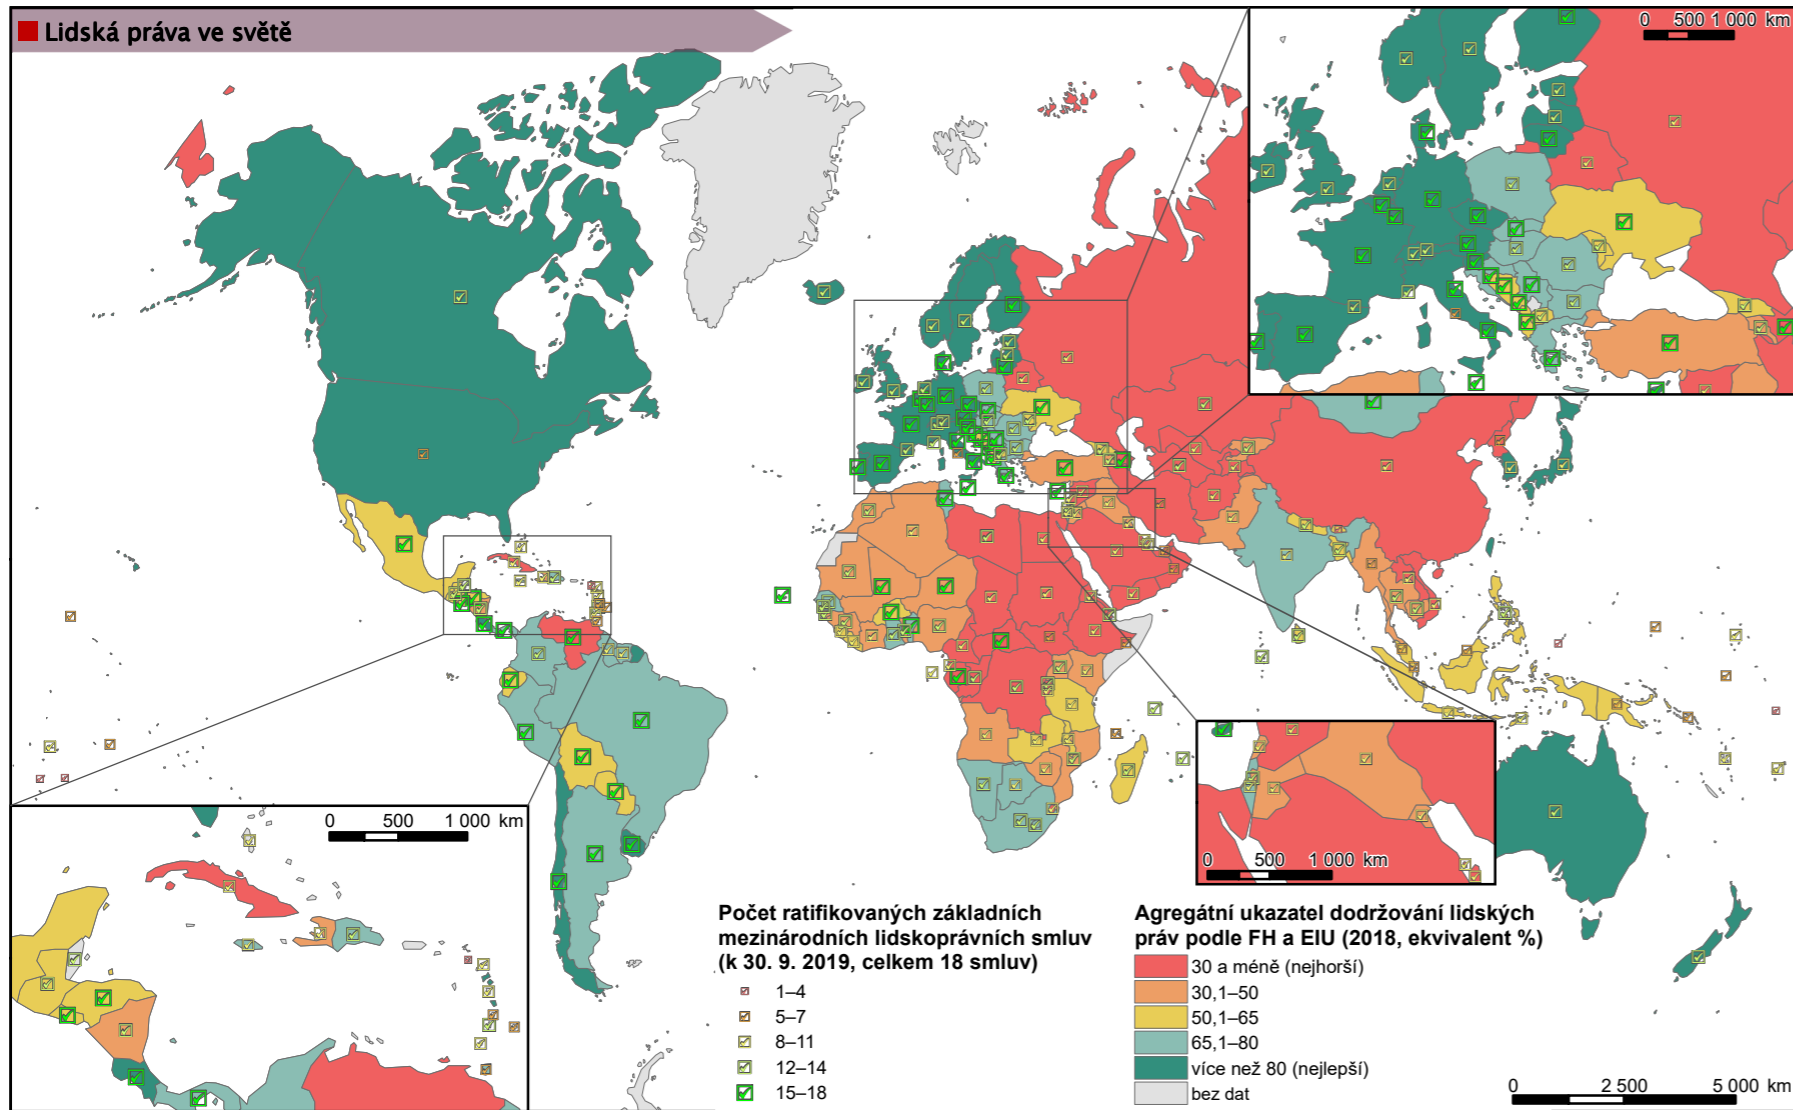 Lidská práva ve světě
0 500 1 000 km
0 500 1 000 km
0 500 1 000 km
Počet ratifikovaných základních
mezinárodních lidskoprávních smluv
(k 30. 9. 2019, celkem 18 smluv)
1–4
5–7
8–11
12–14
15–18
Agregátní ukazatel dodržování lidských
práv podle FH a EIU (2018, ekvivalent %)
30 a méně (nejhorší)
30,1–50
50,1–65
65,1–80
více než 80 (nejlepší)
bez dat
0 2 500 5 000 km